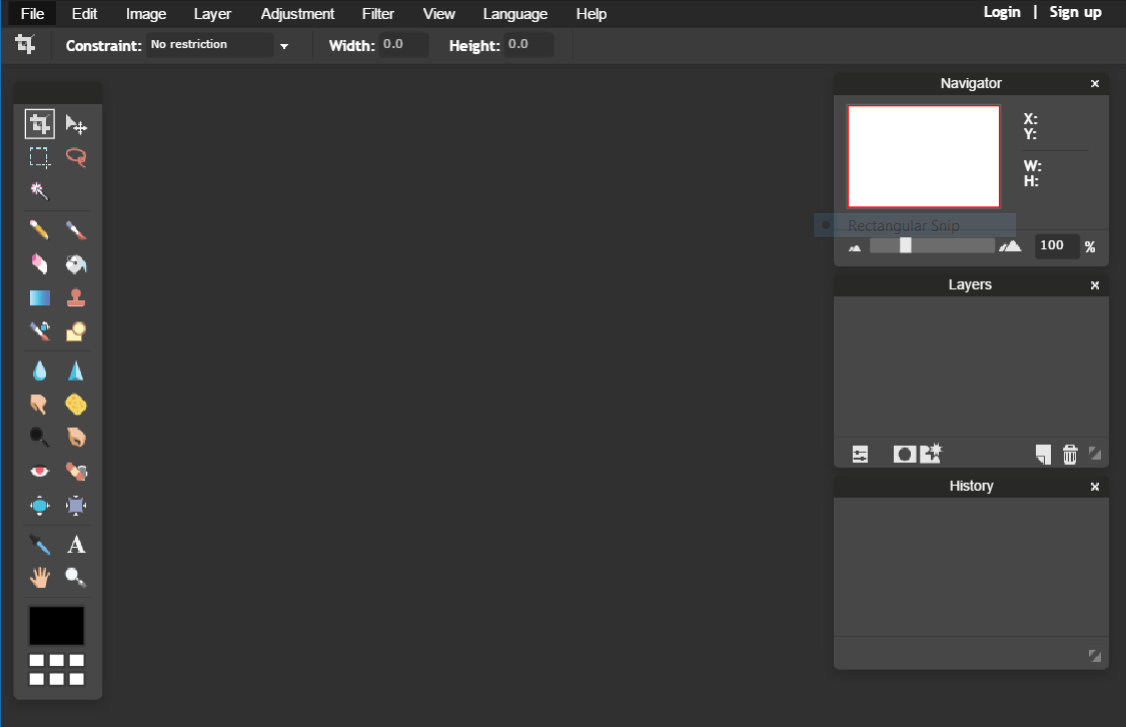 File Edit Image Layer Adjustment Filter View Language Help Login | Sign up
Constraint: No restriction Width: 0.0 Height: 0.0
Navigator x
X:
Y:
W:
H:
Rectangular Snip
100 %
Layers x
History x
A